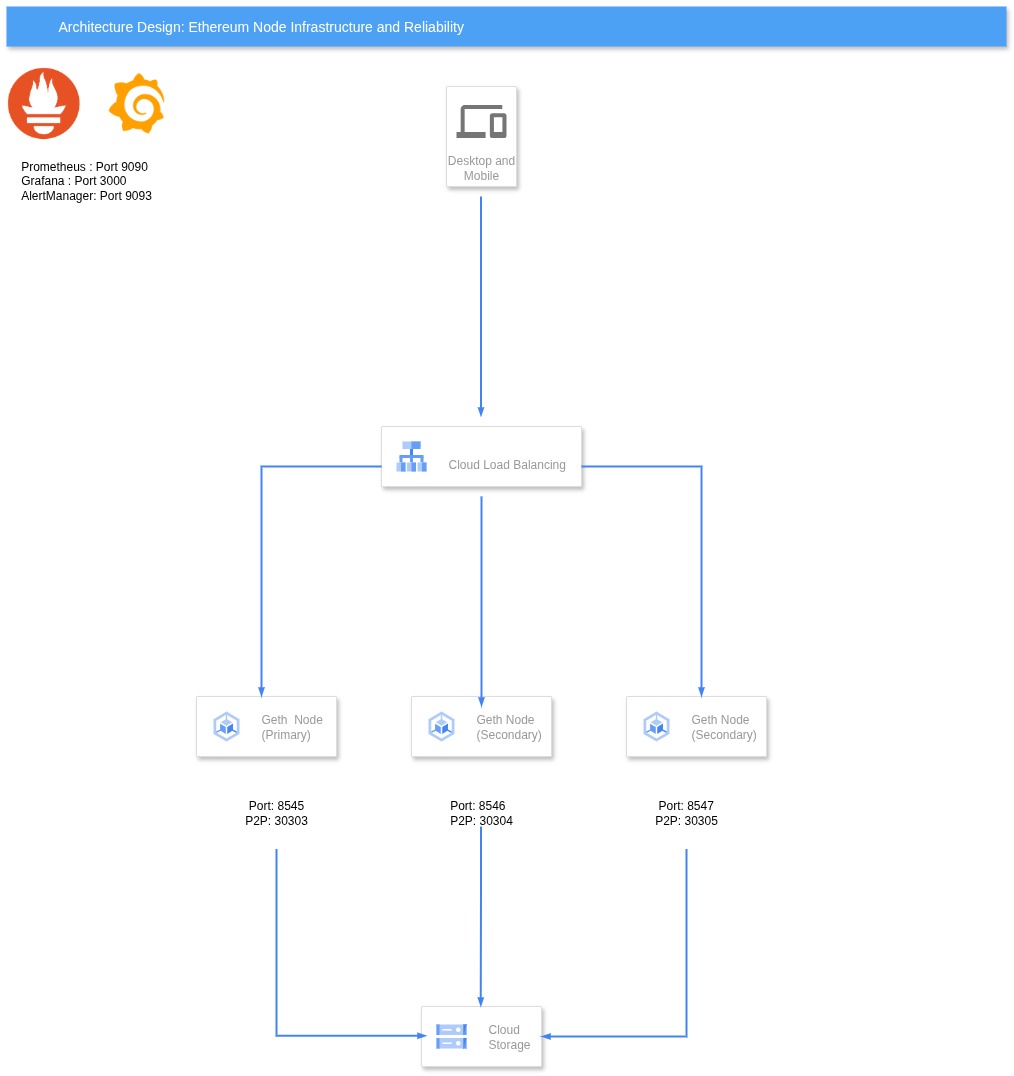 Architecture Design: Ethereum Node Infrastructure and Reliability
Prometheus : Port 9090
Grafana : Port 3000
AlertManager: Port 9093
Desktop and
Mobile
Cloud Load Balancing
Geth  Node
(Primary)
Geth Node
(Secondary)
Geth Node
(Secondary)
Port: 8545
P2P: 30303
Port: 8546
P2P: 30304
Port: 8547
P2P: 30305
Cloud
Storage